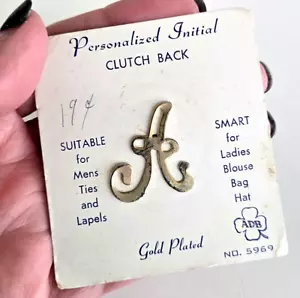 Personalized Initial
CLUTCH BACK
19¢
A
SUITABLE
for
Mens
Ties
and
Lapels
SMART
for
Ladies
Blouse
Bag
Hat
Gold Plated
ADB
NO. 5969